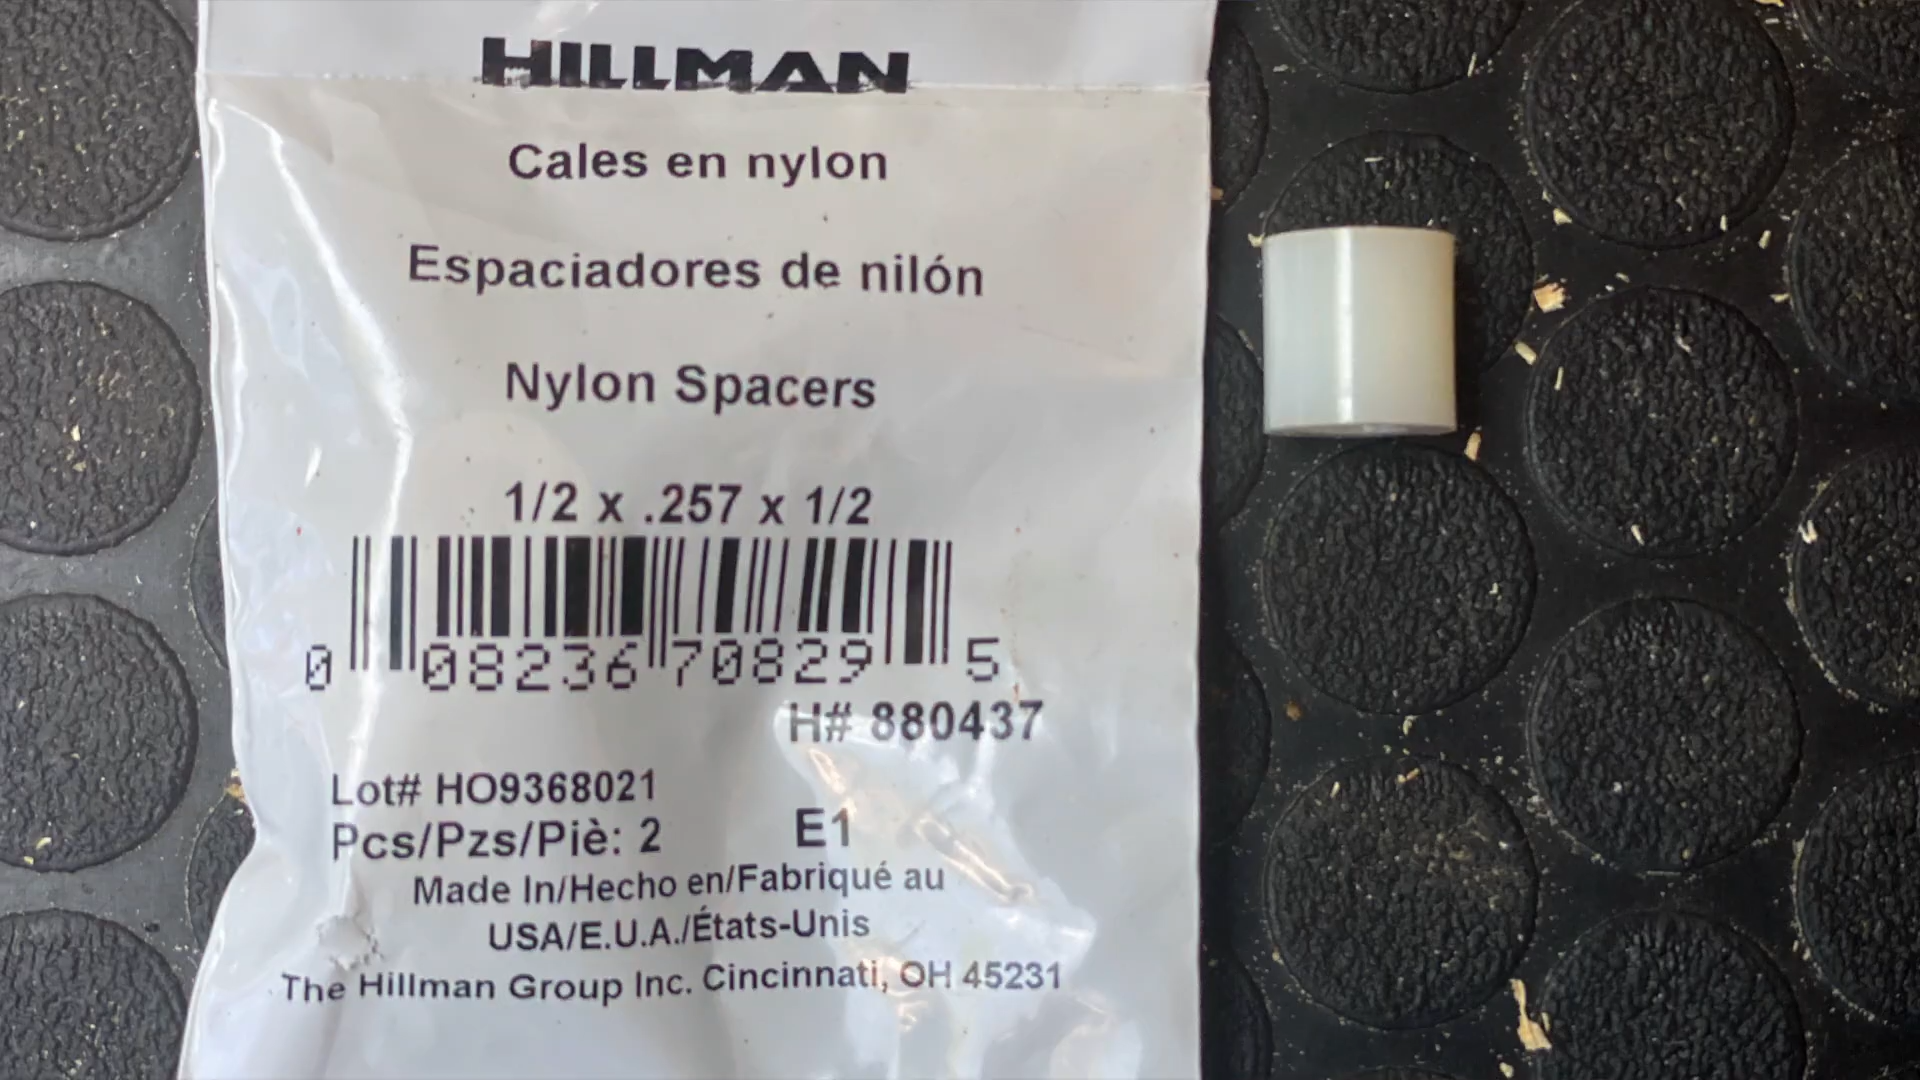 HILLMAN
Cales en nylon
Espaciadores de nilón
Nylon Spacers
1/2 x .257 x 1/2
0 08236 70829 5
H# 880437
Lot# HO9368021
Pcs/Pzs/Piè: 2 E1
Made In/Hecho en/Fabriqué au
USA/E.U.A./États-Unis
The Hillman Group Inc. Cincinnati, OH 45231